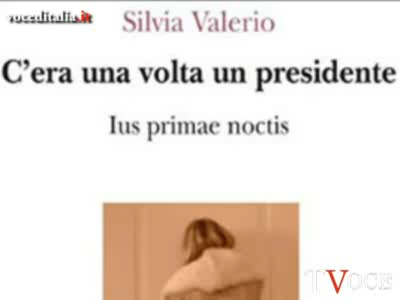 voceditalia.it
Silvia Valerio
C'era una volta un presidente
Ius primae noctis
TVOCE